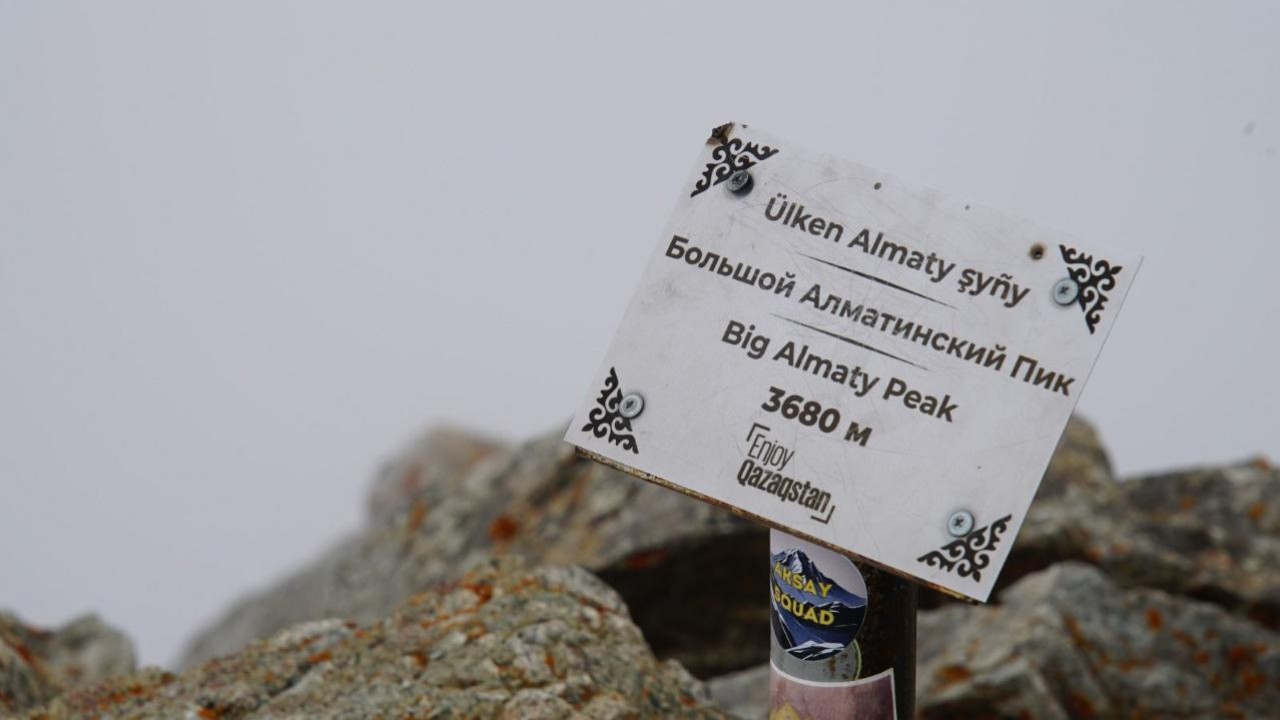 Ülken Almaty şyñy
Большой Алматинский Пик
Big Almaty Peak
3680 м
Enjoy
Qazaqstan
AKSAY
SQUAD